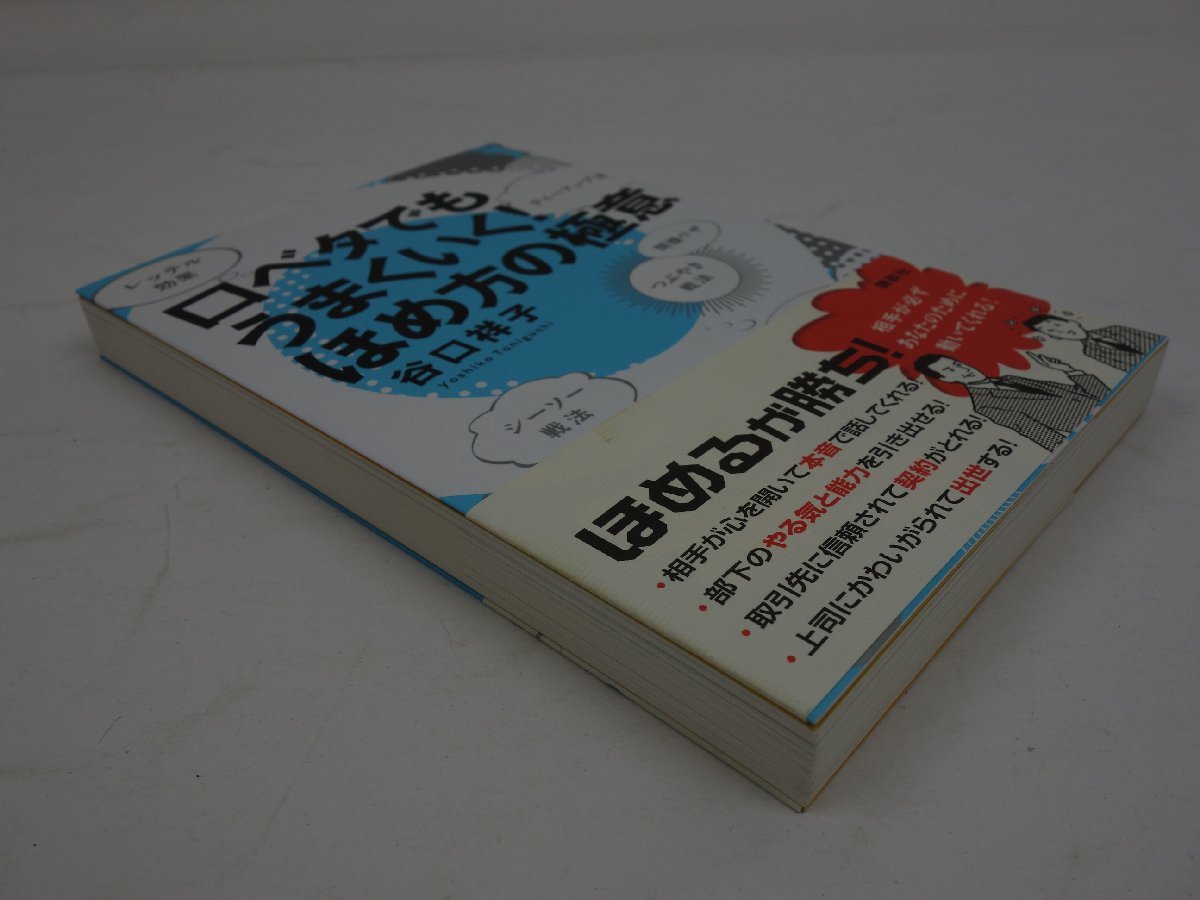 口ベタでも
うまくいく!
ほめ方の極意
谷口祥子
Yoshiko Taniguchi
ティーアップ
つぶやき
戦法
シーソー
戦法
講談社
相手が必ず
あなたのために
動いてくれる!
ほめるが勝ち!
・相手が心を開いて本音で話してくれる!
・部下のやる気と能力を引き出せる!
・取引先に信頼されて契約がとれる!
・上司にかわいがられて出世する!